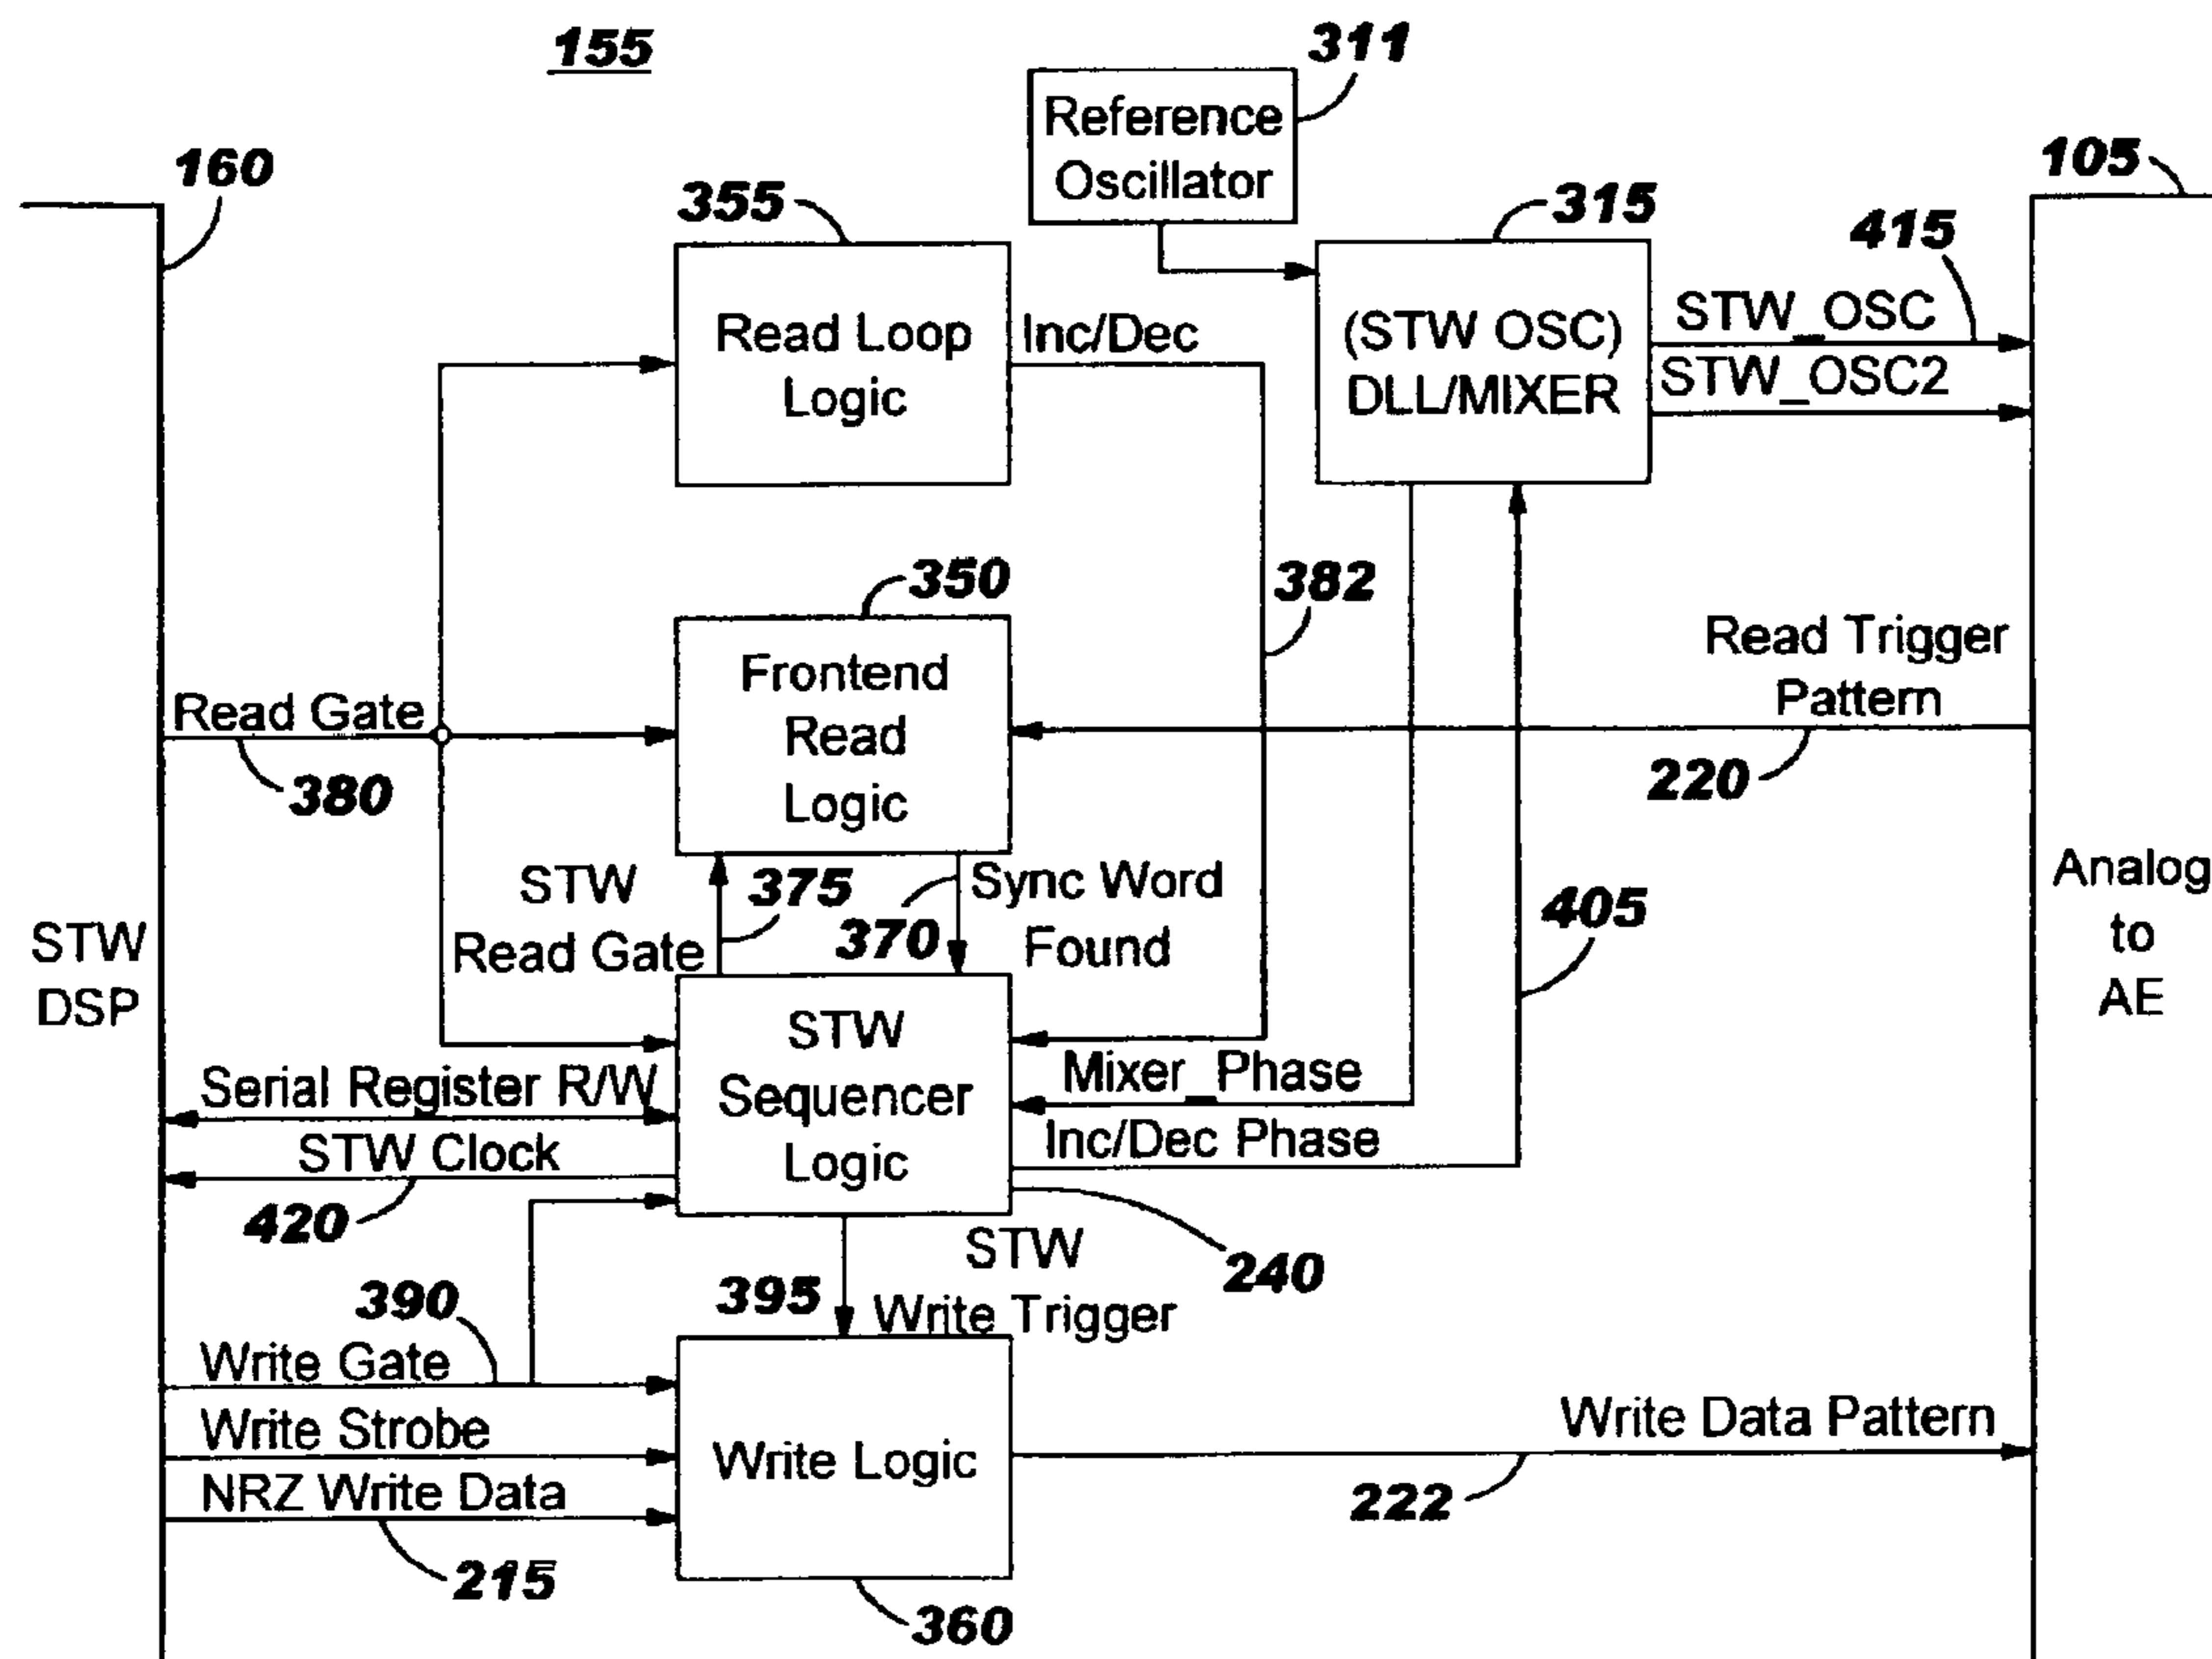 155
311
Reference
Oscillator
160
105
355
315
415
Read Loop
Logic
Inc/Dec
(STW OSC)
DLL/MIXER
STW_OSC
STW_OSC2
350
382
Frontend
Read
Logic
Read Trigger
Pattern
Read Gate
380
220
STW
Read Gate
375
370
Sync Word
Found
405
STW
DSP
Analog
to
AE
STW
Sequencer
Logic
Serial Register R/W
Mixer_Phase
STW Clock
Inc/Dec Phase
420
240
390
395
STW
Write Trigger
Write Gate
Write Strobe
NRZ Write Data
Write Logic
Write Data Pattern
222
215
360